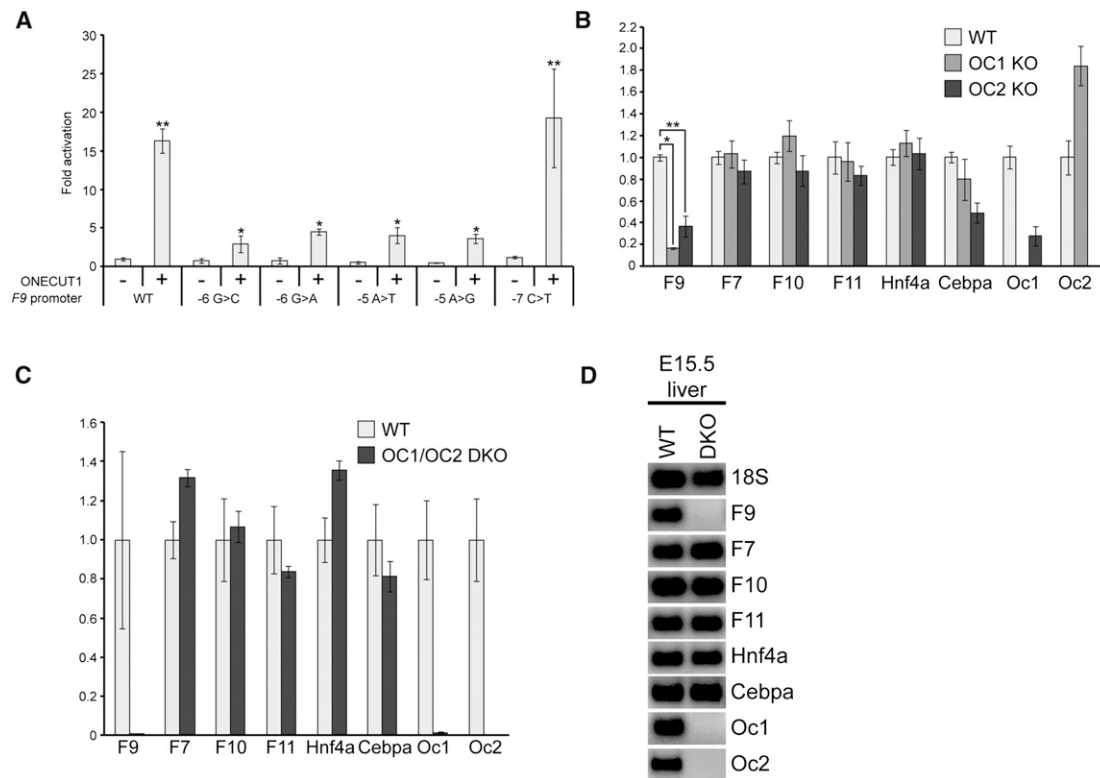 A
30
25
20
15
10
5
0
Fold activation
** * * * * **
ONECUT1 - + - + - + - + - + - +
F9 promoter WT -6 G>C -6 G>A -5 A>T -5 A>G -7 C>T
B
2.2
2.0
1.8
1.6
1.4
1.2
1.0
0.8
0.6
0.4
0.2
0
WT
OC1 KO
OC2 KO
**
*
F9 F7 F10 F11 Hnf4a Cebpa Oc1 Oc2
C
1.6
1.4
1.2
1.0
0.8
0.6
0.4
0.2
0
WT
OC1/OC2 DKO
F9 F7 F10 F11 Hnf4a Cebpa Oc1 Oc2
D
E15.5
liver
WT DKO
18S
F9
F7
F10
F11
Hnf4a
Cebpa
Oc1
Oc2